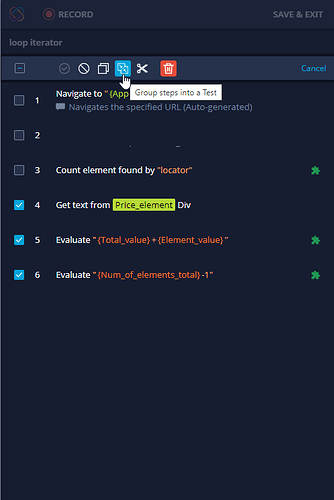 RECORD SAVE & EXIT
loop iterator
Cancel
Group steps into a Test
1 Navigate to "{App
Navigates the specified URL (Auto-generated)
2
3 Count element found by "locator"
4 Get text from Price_element Div
5 Evaluate "{Total_value}+{Element_value}"
6 Evaluate "{Num_of_elements_total}-1"